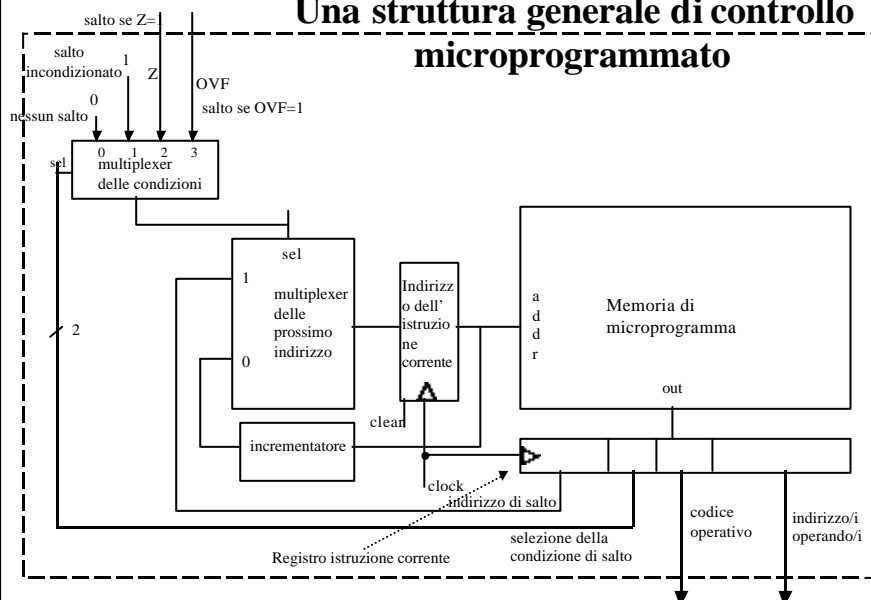 Una struttura generale di controllo
microprogrammato
salto se Z=1
salto
incondizionato
1
Z
OVF
salto se OVF=1
0
nessun salto
0 1 2 3
sel
multiplexer
delle condizioni
sel
1
multiplexer
delle
prossimo
indirizzo
0
2
Indirizz
o dell'
istruzio
ne
corrente
a
d
d
r
Memoria di
microprogramma
out
clear
incrementatore
clock
indirizzo di salto
codice
operativo
indirizzo/i
operando/i
selezione della
condizione di salto
Registro istruzione corrente